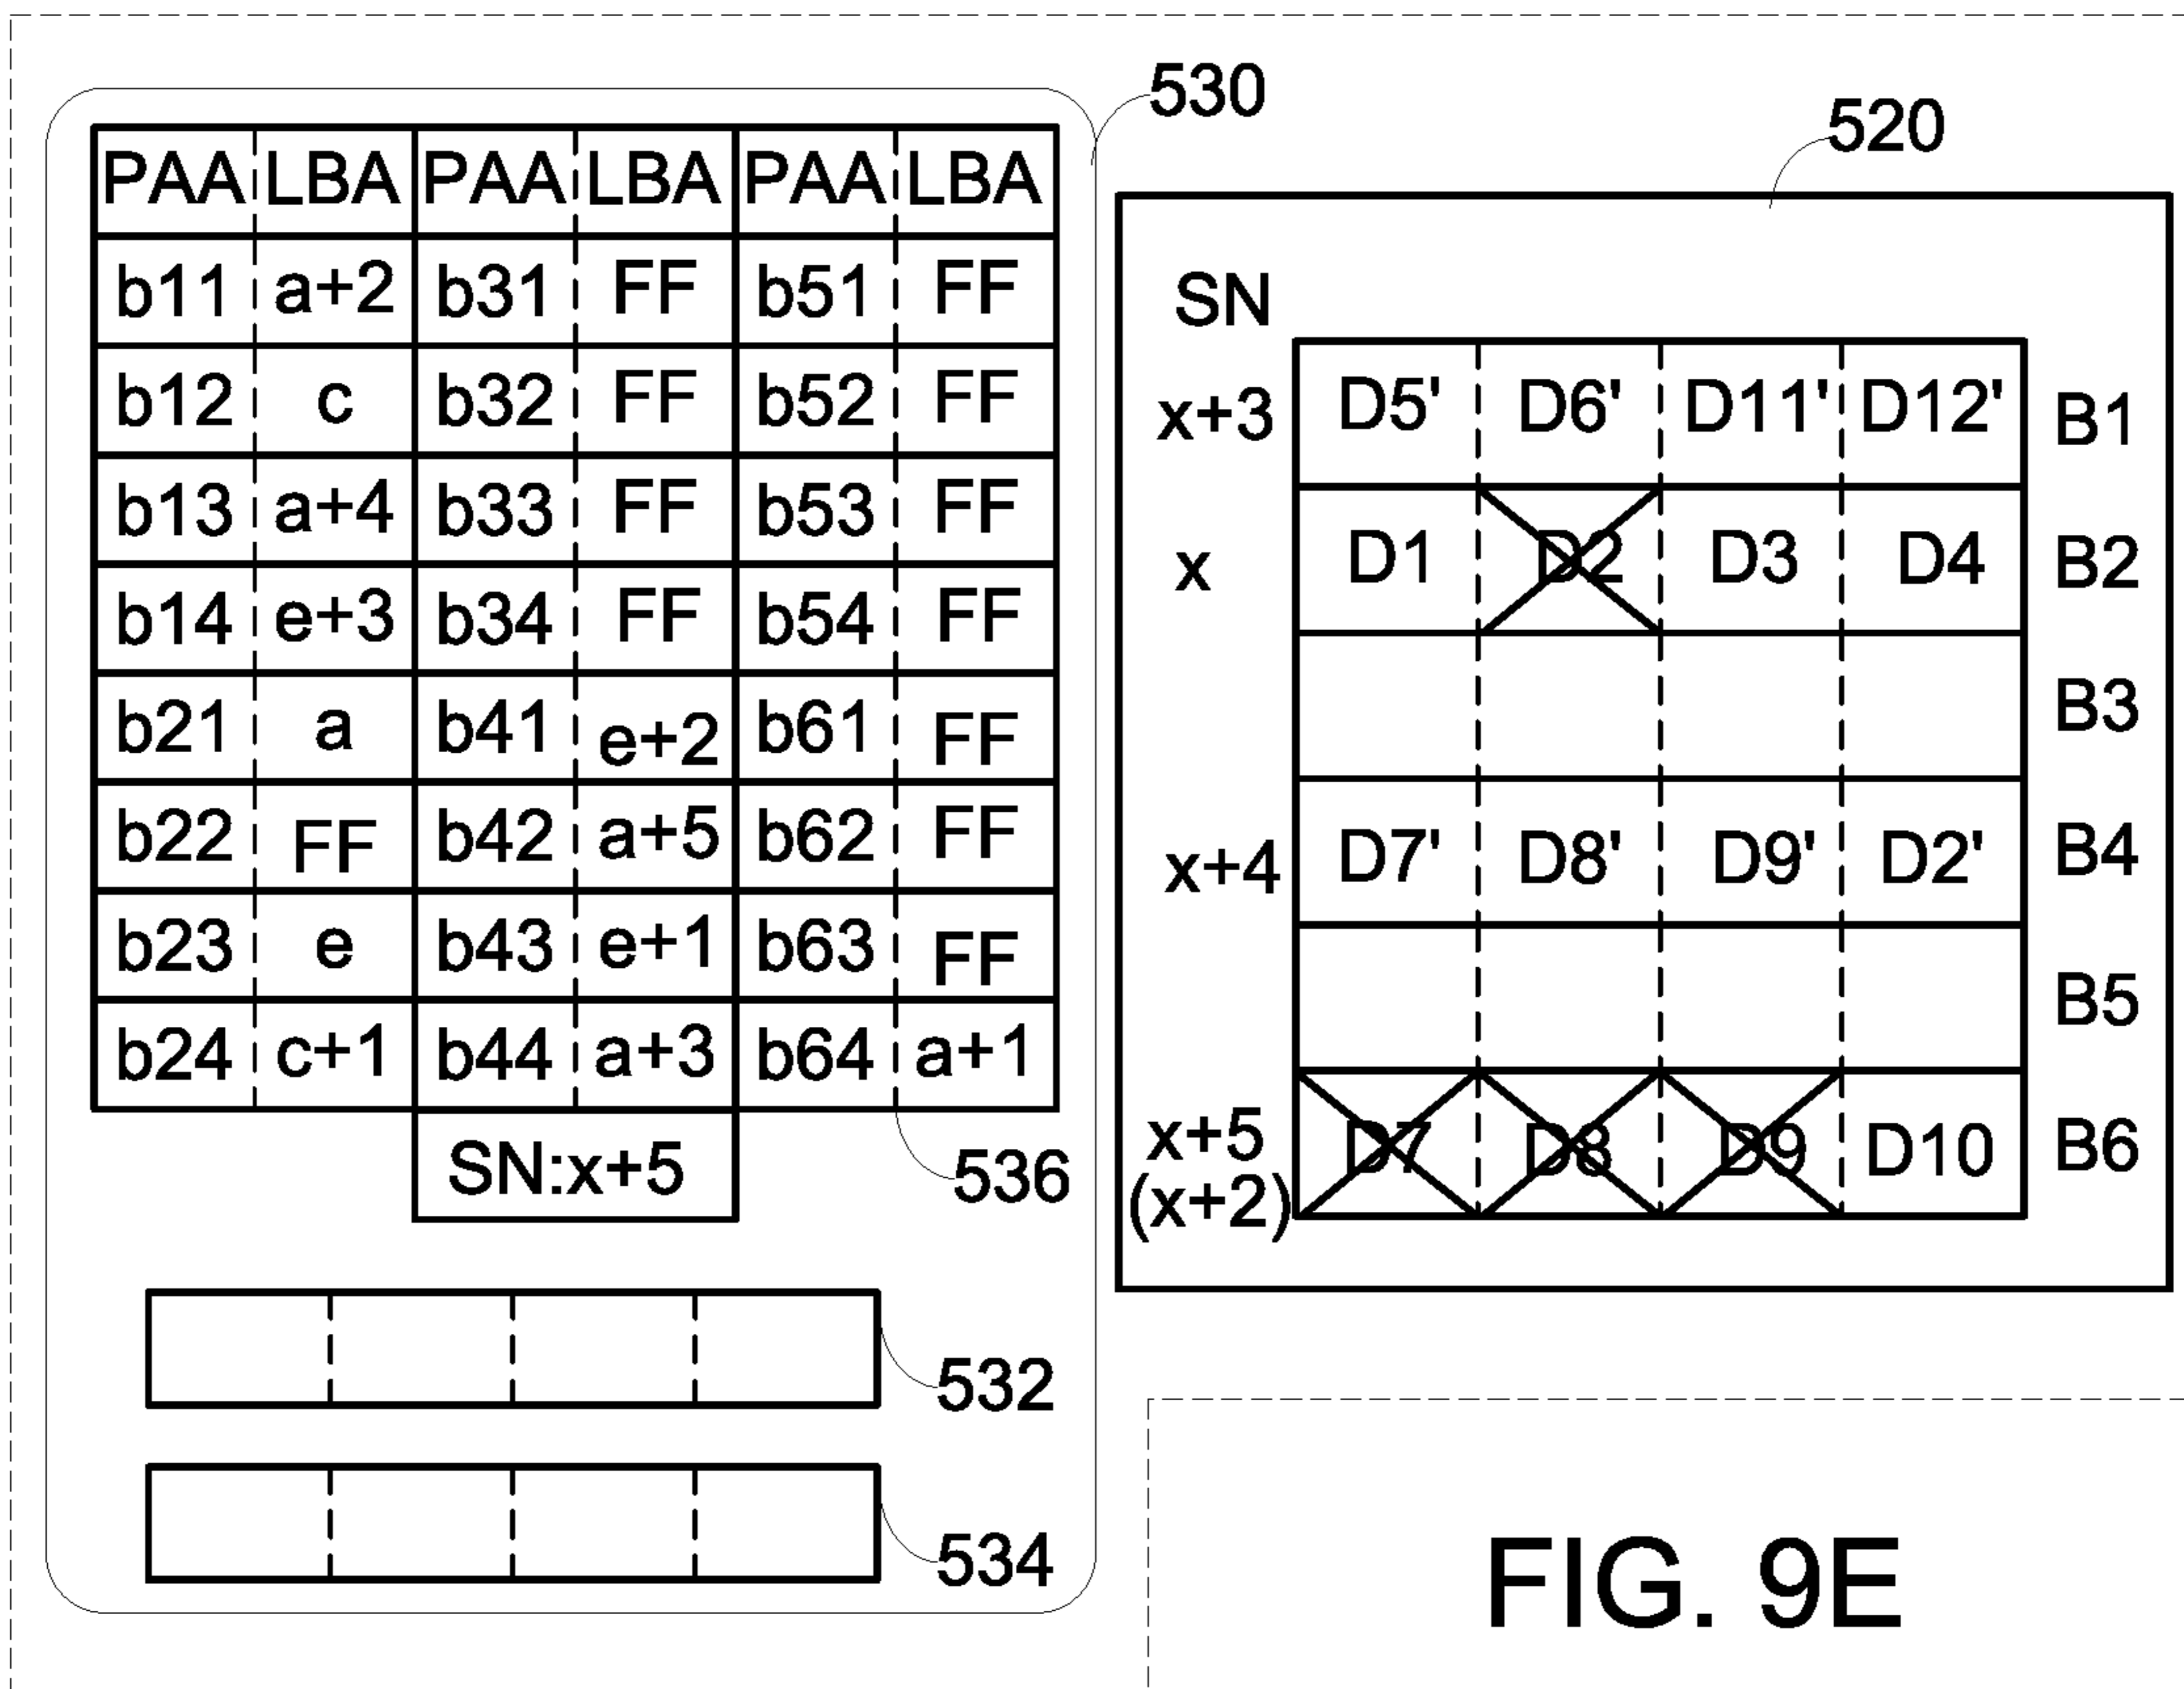 530
PAA LBA PAA LBA PAA LBA
b11 a+2 b31 FF b51 FF
b12 c b32 FF b52 FF
b13 a+4 b33 FF b53 FF
b14 e+3 b34 FF b54 FF
b21 a b41 e+2 b61 FF
b22 FF b42 a+5 b62 FF
b23 e b43 e+1 b63 FF
b24 c+1 b44 a+3 b64 a+1
SN:x+5
536
532
534
520
SN
x+3 D5' D6' D11' D12' B1
x D1 D2 D3 D4 B2
B3
x+4 D7' D8' D9' D2' B4
B5
x+5 D7 D8 D9 D10 B6
(x+2)
FIG. 9E